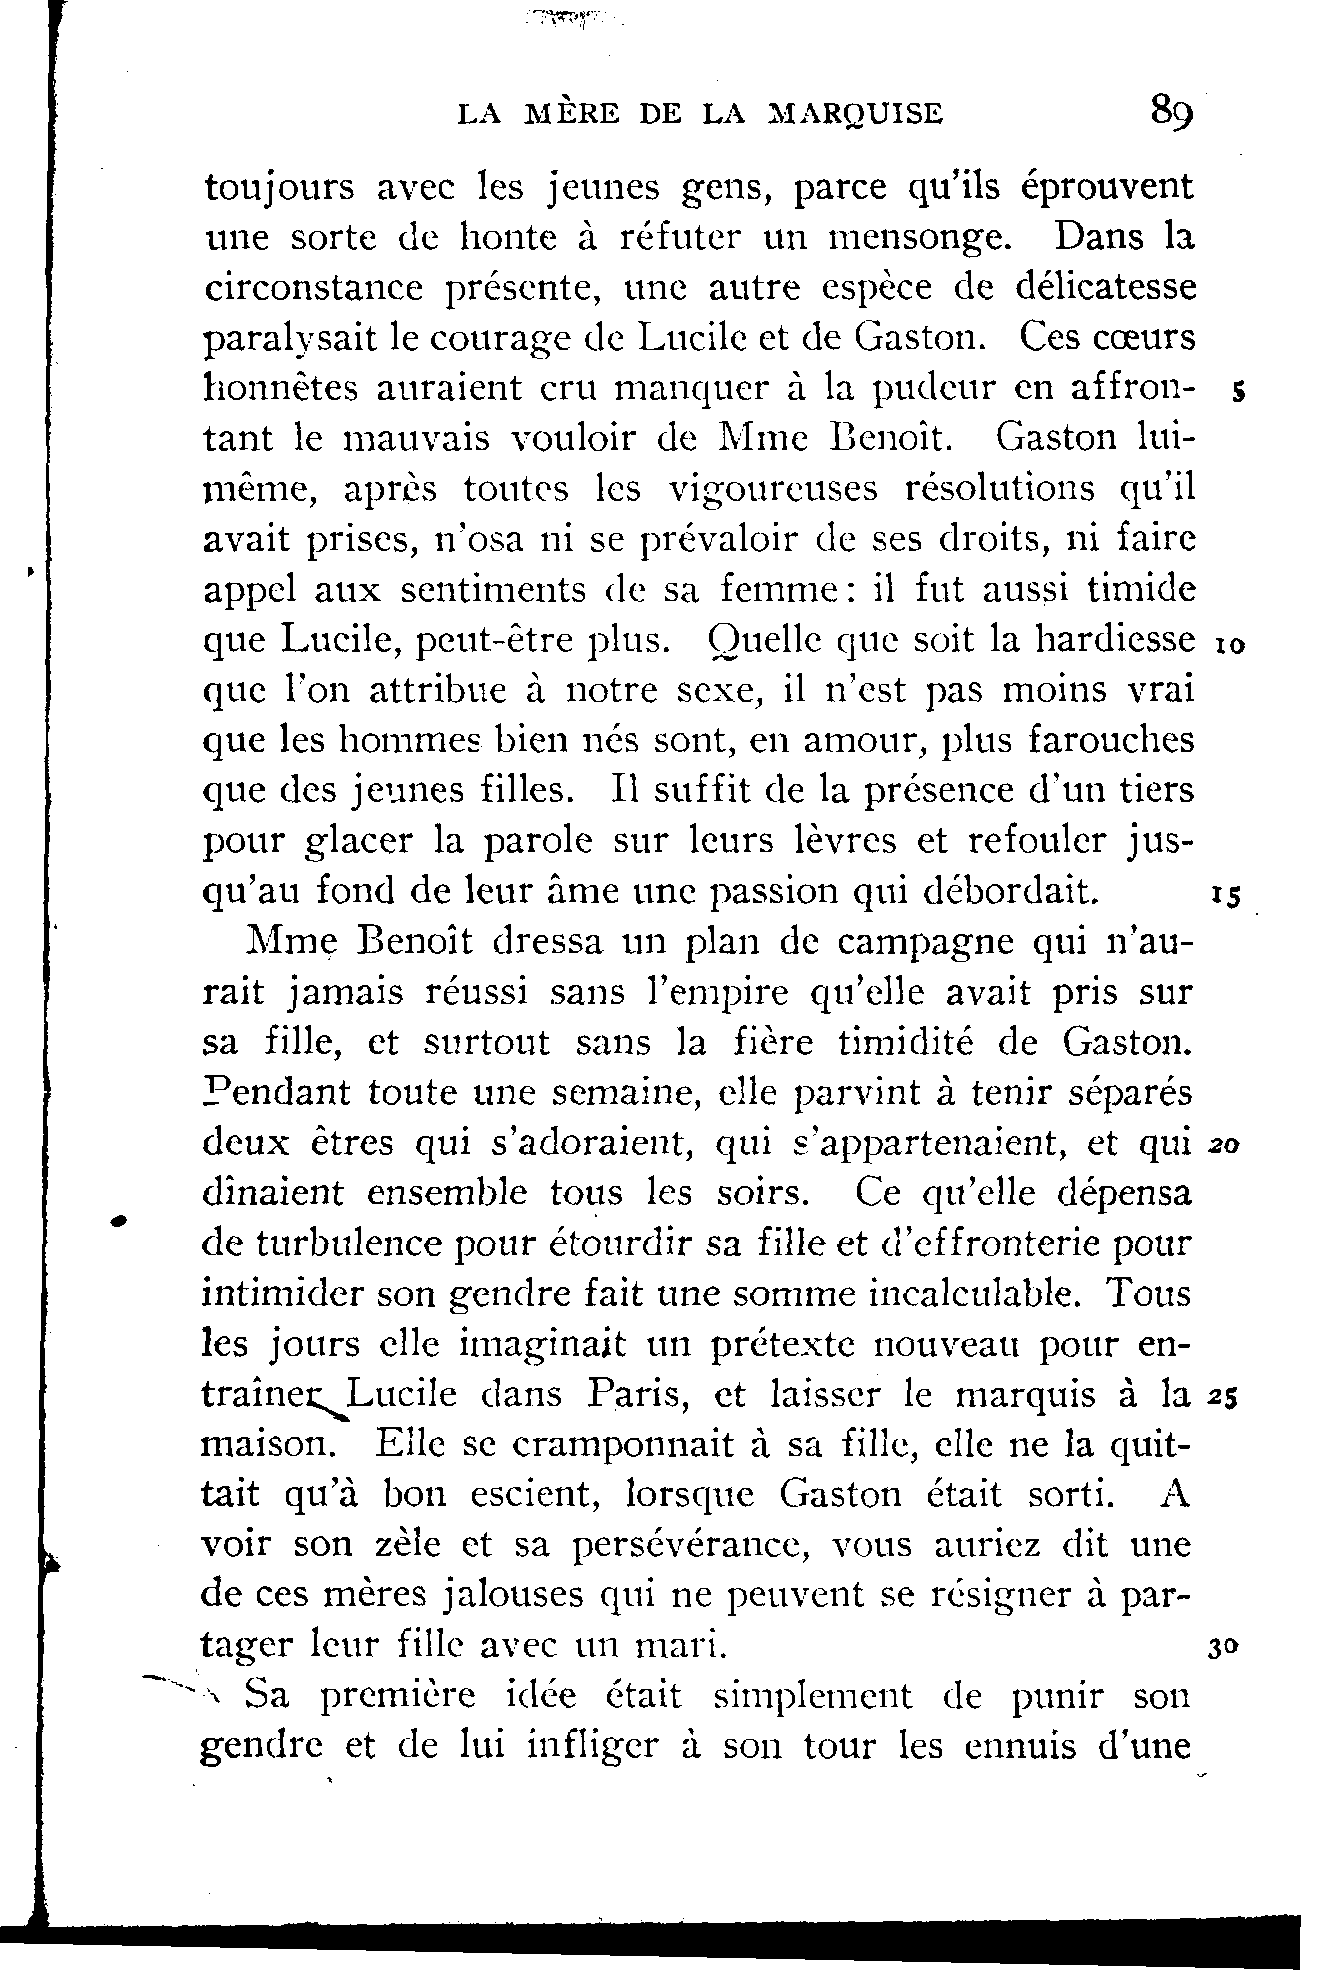 LA MÈRE DE LA MARQUISE 89
toujours avec les jeunes gens, parce qu'ils éprouvent
une sorte de honte à réfuter un mensonge. Dans la
circonstance présente, une autre espèce de délicatesse
paralysait le courage de Lucile et de Gaston. Ces cœurs
honnêtes auraient cru manquer à la pudeur en affron- 5
tant le mauvais vouloir de Mme Benoît. Gaston lui-
même, après toutes les vigoureuses résolutions qu'il
avait prises, n'osa ni se prévaloir de ses droits, ni faire
appel aux sentiments de sa femme: il fut aussi timide
que Lucile, peut-être plus. Quelle que soit la hardiesse 10
que l'on attribue à notre sexe, il n'est pas moins vrai
que les hommes bien nés sont, en amour, plus farouches
que des jeunes filles. Il suffit de la présence d'un tiers
pour glacer la parole sur leurs lèvres et refouler jus-
qu'au fond de leur âme une passion qui débordait. 15
Mme Benoît dressa un plan de campagne qui n'au-
rait jamais réussi sans l'empire qu'elle avait pris sur
sa fille, et surtout sans la fière timidité de Gaston.
Pendant toute une semaine, elle parvint à tenir séparés
deux êtres qui s'adoraient, qui s'appartenaient, et qui 20
dînaient ensemble tous les soirs. Ce qu'elle dépensa
de turbulence pour étourdir sa fille et d'effronterie pour
intimider son gendre fait une somme incalculable. Tous
les jours elle imaginait un prétexte nouveau pour en-
traîner Lucile dans Paris, et laisser le marquis à la 25
maison. Elle se cramponnait à sa fille, elle ne la quit-
tait qu'à bon escient, lorsque Gaston était sorti. A
voir son zèle et sa persévérance, vous auriez dit une
de ces mères jalouses qui ne peuvent se résigner à par-
tager leur fille avec un mari. 30
Sa première idée était simplement de punir son
gendre et de lui infliger à son tour les ennuis d'une